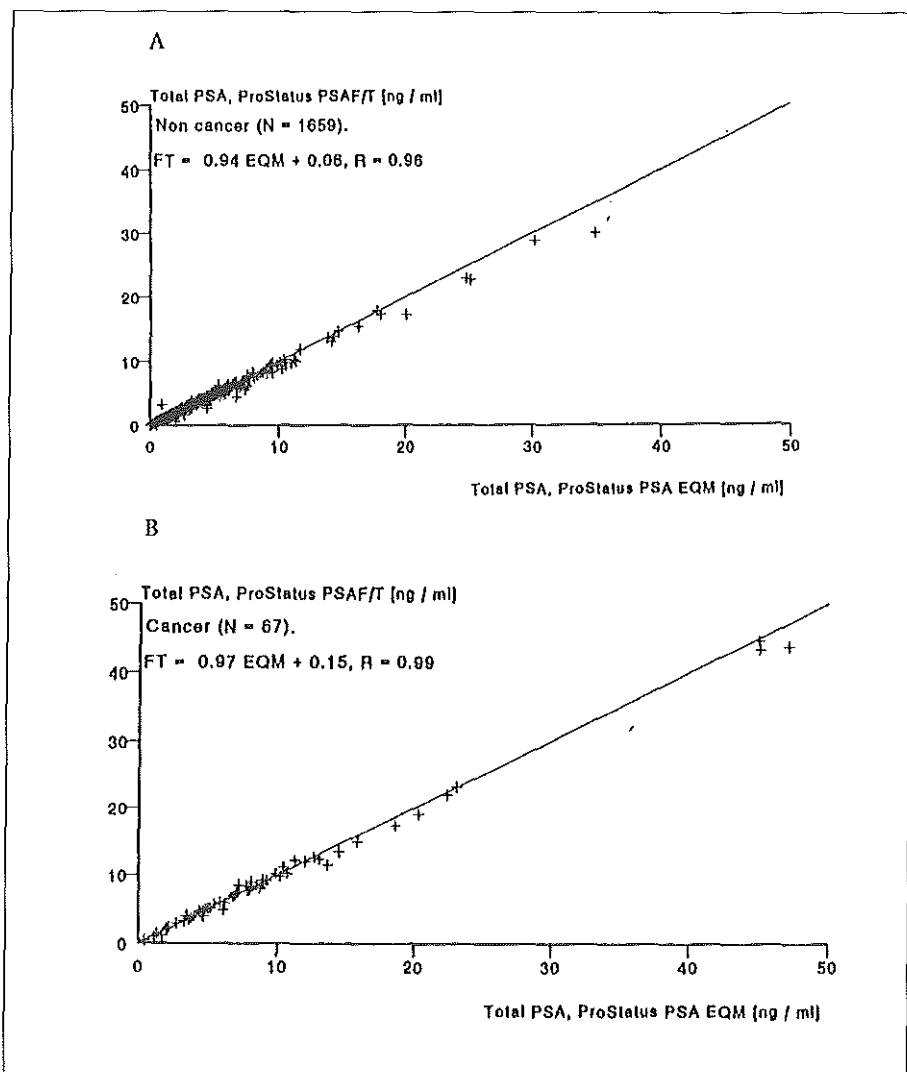 A
Total PSA, ProStatus PSAF/T [ng / ml]
50
Non cancer (N = 1659).
FT = 0.94 EQM + 0.06, R = 0.96
40
30
20
10
0
0 10 20 30 40 50
Total PSA, ProStatus PSA EQM [ng / ml]
B
Total PSA, ProStatus PSAF/T [ng / ml]
50
Cancer (N = 67).
FT = 0.97 EQM + 0.15, R = 0.99
40
30
20
10
0
0 10 20 30 40 50
Total PSA, ProStatus PSA EQM [ng / ml]